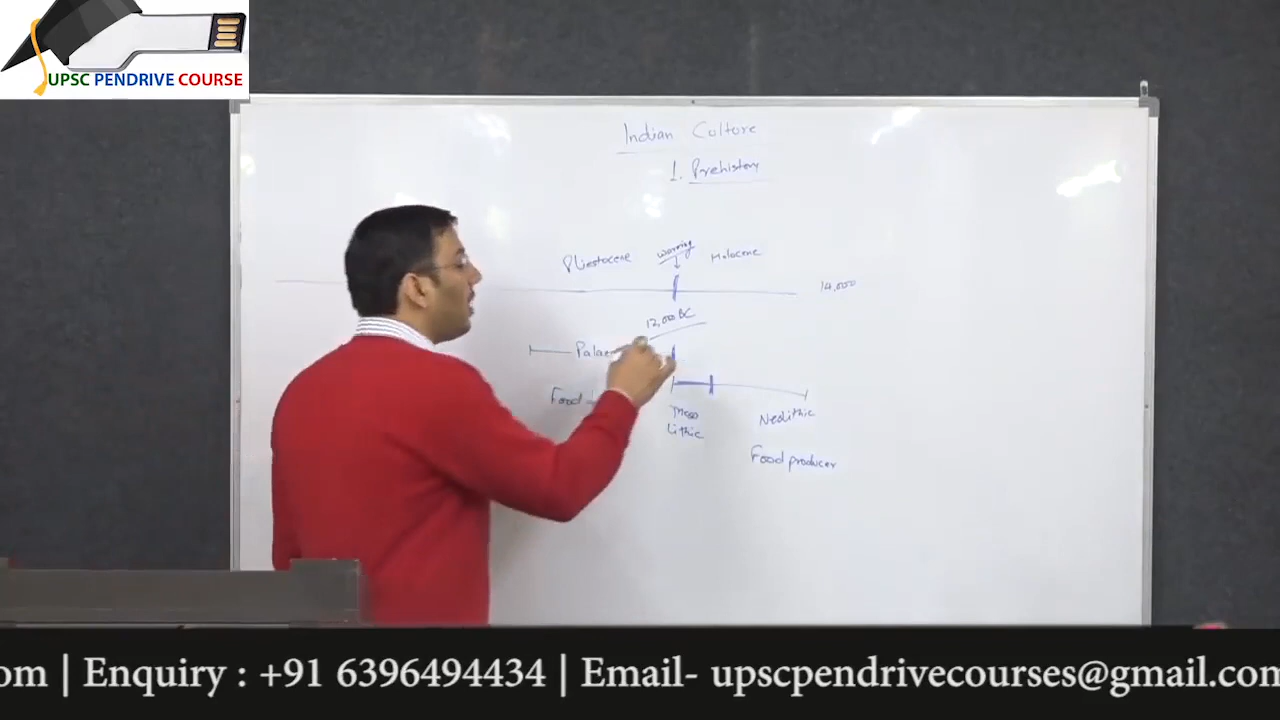 UPSC PENDRIVE COURSE
Indian Culture
1. Prehistory
Pliestocene
warming
Holocene
14,000
12,000 BC
Palae
Food
Meso
lithic
Neolithic
Food producer
om | Enquiry : +91 6396494434 | Email- upscpendrivecourses@gmail.com